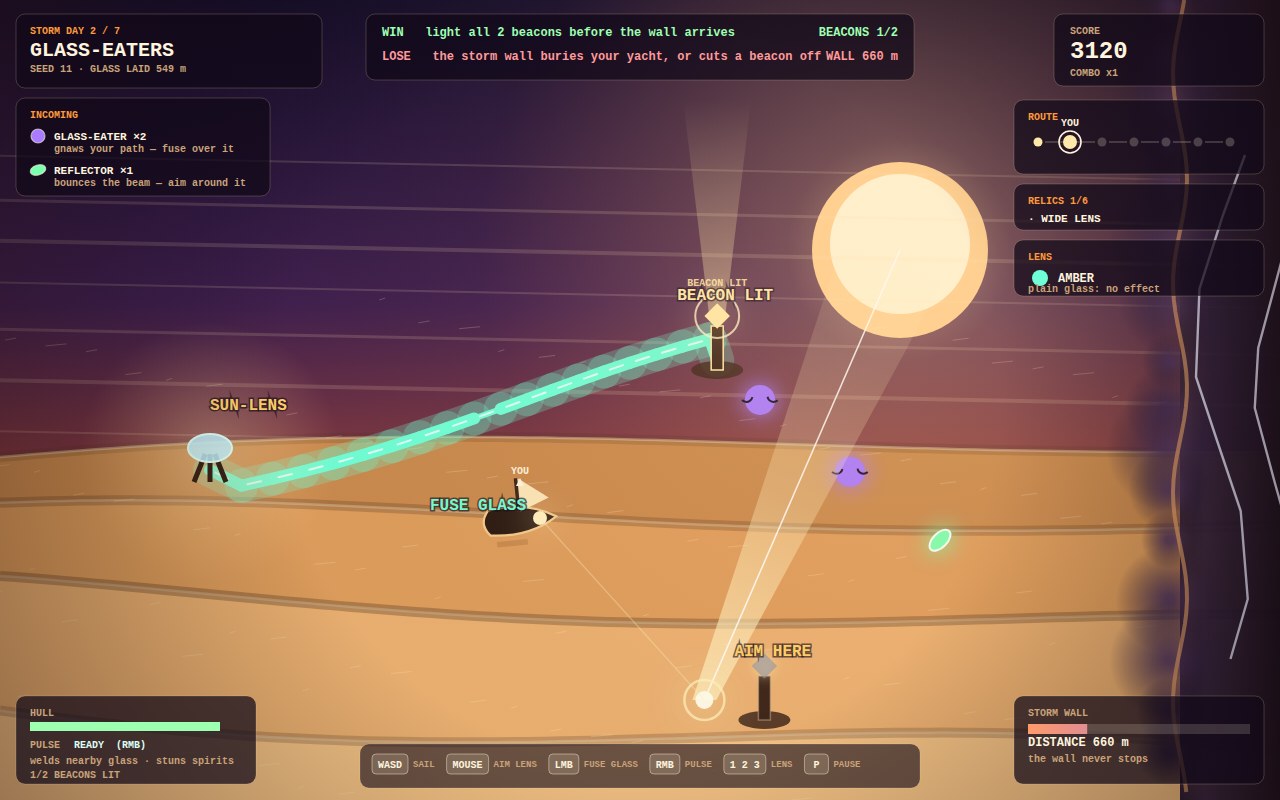 STORM DAY 2 / 7
GLASS-EATERS
SEED 11 · GLASS LAID 549 m
WIN light all 2 beacons before the wall arrives BEACONS 1/2
LOSE the storm wall buries your yacht, or cuts a beacon off WALL 660 m
SCORE
3120
COMBO x1
INCOMING
GLASS-EATER ×2
gnaws your path — fuse over it
REFLECTOR ×1
bounces the beam — aim around it
ROUTE
YOU
RELICS 1/6
· WIDE LENS
LENS
AMBER
plain glass: no effect
BEACON LIT
BEACON LIT
SUN-LENS
YOU
FUSE GLASS
AIM HERE
HULL
PULSE READY (RMB)
welds nearby glass · stuns spirits
1/2 BEACONS LIT
WASD SAIL MOUSE AIM LENS LMB FUSE GLASS RMB PULSE 1 2 3 LENS P PAUSE
STORM WALL
DISTANCE 660 m
the wall never stops